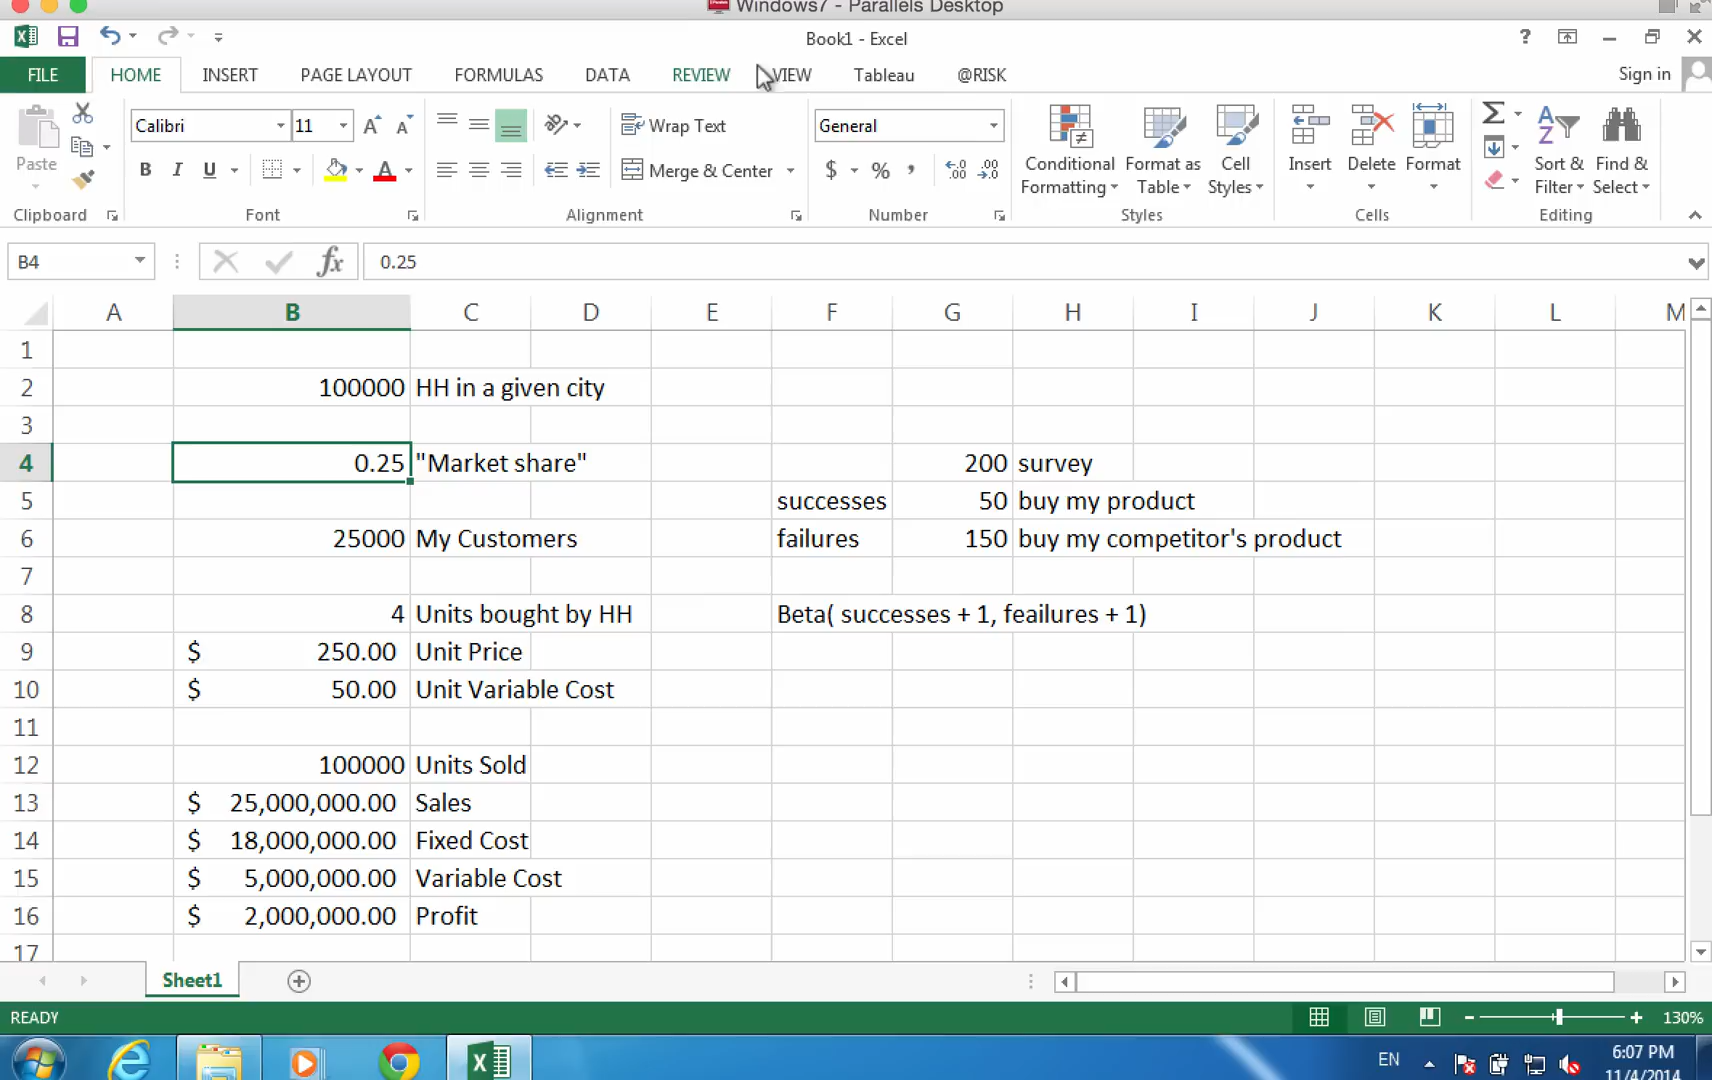 Windows7 - Parallels Desktop
Book1 - Excel
?
FILE HOME INSERT PAGE LAYOUT FORMULAS DATA REVIEW VIEW Tableau @RISK Sign in
Paste
Clipboard
Calibri 11
B I U
Font
Wrap Text
Merge & Center
Alignment
General
$ % ,
Number
Conditional Formatting
Format as Table
Cell Styles
Styles
Insert Delete Format
Cells
Sort & Filter
Find & Select
Editing
B4 fx 0.25
A B C D E F G H I J K L M
1
2 100000 HH in a given city
3
4 0.25 "Market share" 200 survey
5 successes 50 buy my product
6 25000 My Customers failures 150 buy my competitor's product
7
8 4 Units bought by HH Beta( successes + 1, feailures + 1)
9 $ 250.00 Unit Price
10 $ 50.00 Unit Variable Cost
11
12 100000 Units Sold
13 $ 25,000,000.00 Sales
14 $ 18,000,000.00 Fixed Cost
15 $ 5,000,000.00 Variable Cost
16 $ 2,000,000.00 Profit
17
Sheet1
READY 130%
EN 6:07 PM
11/4/2014